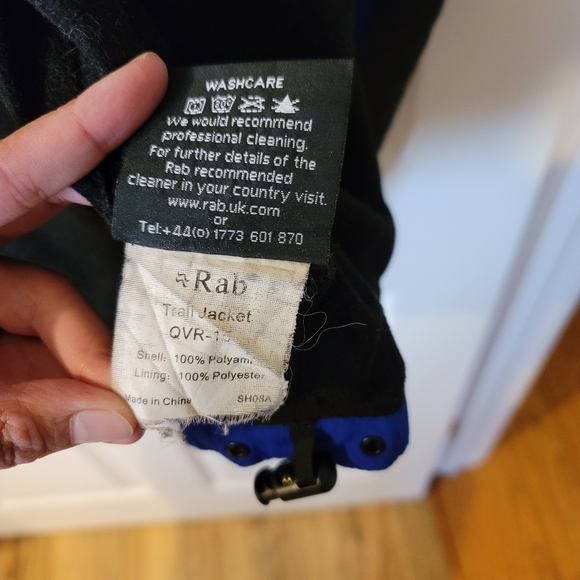 WASHCARE
We would recommend
professional cleaning.
For further details of the
Rab recommended
cleaner in your country visit.
www.rab.uk.com
or
Tel:+44(0) 1773 601 870
Rab
Trail Jacket
Shell: 100%
Lining: 100% Polyester
Made in China SH08A